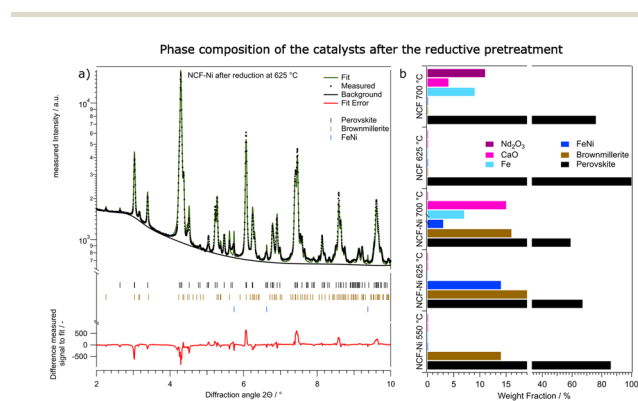 Phase composition of the catalysts after the reductive pretreatment
a)
NCF-Ni after reduction at 625 °C
Fit
Measured
Background
Fit Error
Perovskite
Brownmillerite
FeNi
measured Intensity / a.u.
10⁴
10³
Difference measured
signal to fit / -
500
0
2
4
6
8
10
Diffraction angle 2Θ / °
b
NCF 700 °C
NCF 625 °C
NCF-Ni 700 °C
NCF-Ni 625 °C
NCF-Ni 550 °C
Nd₂O₃
CaO
Fe
FeNi
Brownmillerite
Perovskite
0
5
10
15
40
60
80
100
Weight Fraction / %